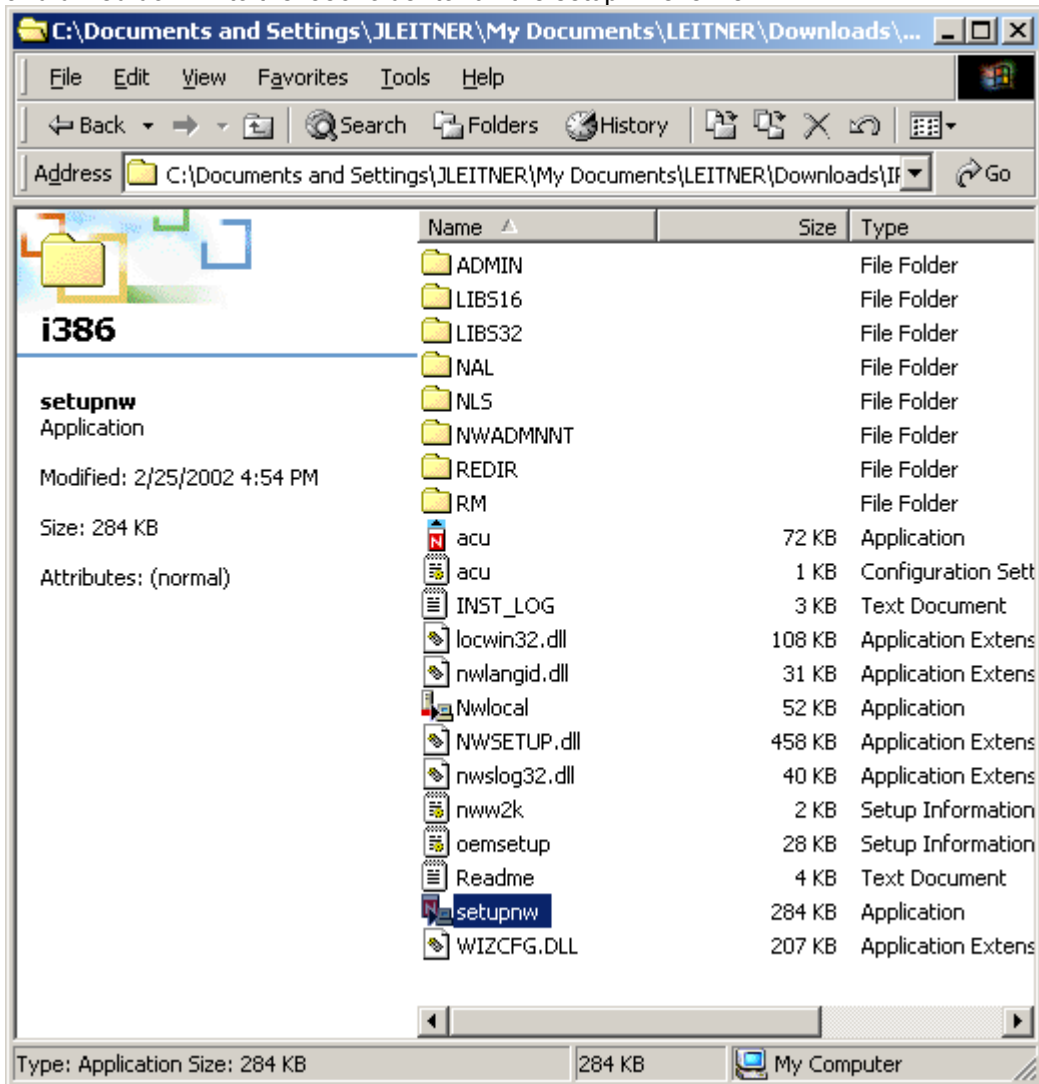 C:\Documents and Settings\JLEITNER\My Documents\LEITNER\Downloads\...
File Edit View Favorites Tools Help
Back Search Folders History
Address C:\Documents and Settings\JLEITNER\My Documents\LEITNER\Downloads\ Go
Name Size Type
ADMIN File Folder
LIBS16 File Folder
LIBS32 File Folder
NAL File Folder
NLS File Folder
NWADMNNT File Folder
REDIR File Folder
RM File Folder
acu 72 KB Application
acu 1 KB Configuration Sett
INST_LOG 3 KB Text Document
locwin32.dll 108 KB Application Extens
nwlangid.dll 31 KB Application Extens
Nwlocal 52 KB Application
NWSETUP.dll 458 KB Application Extens
nwslog32.dll 40 KB Application Extens
nww2k 2 KB Setup Information
oemsetup 28 KB Setup Information
Readme 4 KB Text Document
setupnw 284 KB Application
WIZCFG.DLL 207 KB Application Extens
i386
setupnw
Application
Modified: 2/25/2002 4:54 PM
Size: 284 KB
Attributes: (normal)
Type: Application Size: 284 KB 284 KB My Computer